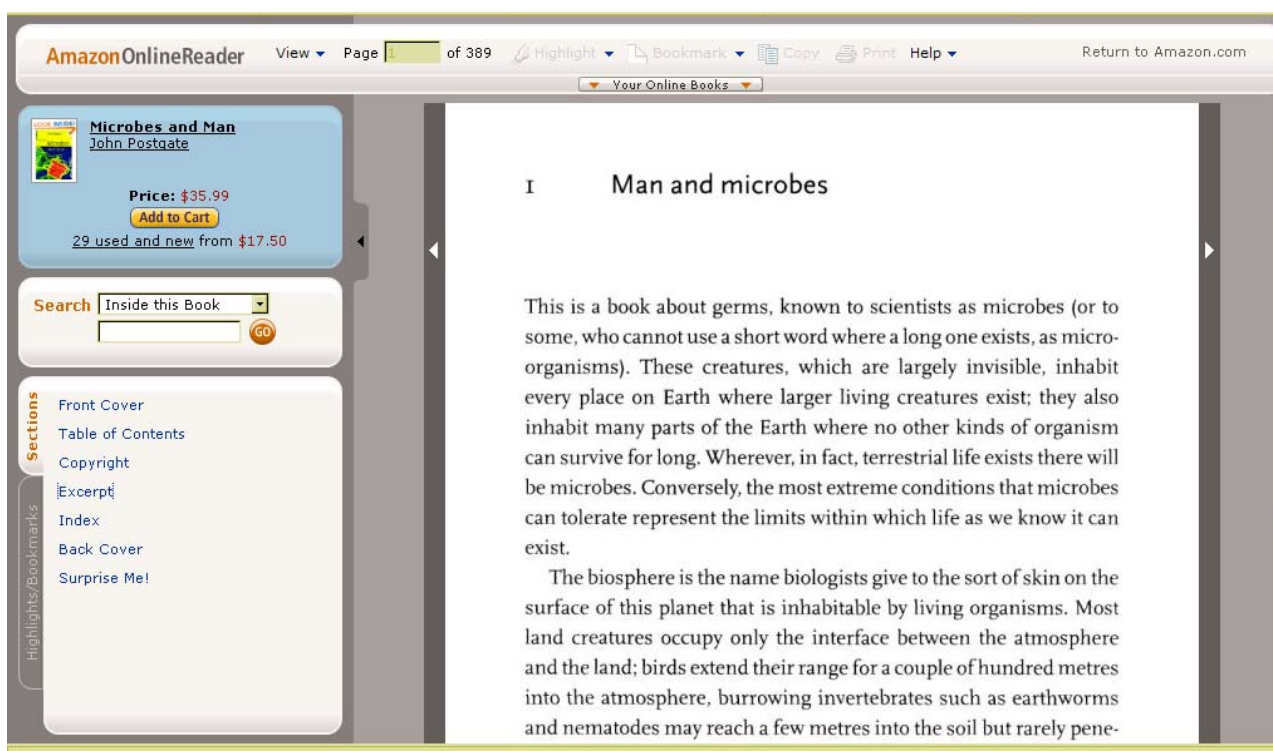 AmazonOnlineReader View Page 1 of 389 Highlight Bookmark Copy Print Help Return to Amazon.com
Your Online Books
Microbes and Man
John Postgate
Price: $35.99
Add to Cart
29 used and new from $17.50
Search Inside this Book
GO
Sections
Front Cover
Table of Contents
Copyright
Excerpt
Index
Back Cover
Surprise Me!
Highlights/Bookmarks
I Man and microbes
This is a book about germs, known to scientists as microbes (or to
some, who cannot use a short word where a long one exists, as micro-
organisms). These creatures, which are largely invisible, inhabit
every place on Earth where larger living creatures exist; they also
inhabit many parts of the Earth where no other kinds of organism
can survive for long. Wherever, in fact, terrestrial life exists there will
be microbes. Conversely, the most extreme conditions that microbes
can tolerate represent the limits within which life as we know it can
exist.
The biosphere is the name biologists give to the sort of skin on the
surface of this planet that is inhabitable by living organisms. Most
land creatures occupy only the interface between the atmosphere
and the land; birds extend their range for a couple of hundred metres
into the atmosphere, burrowing invertebrates such as earthworms
and nematodes may reach a few metres into the soil but rarely pene-